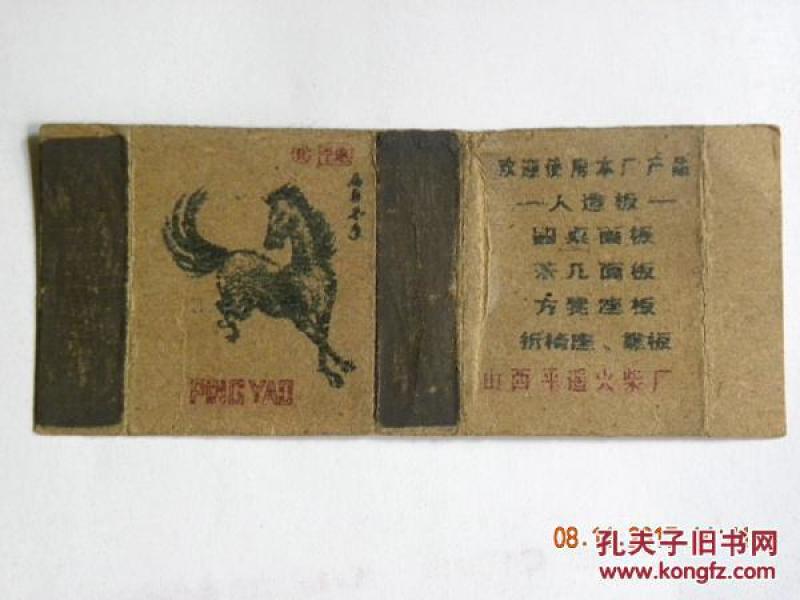 PING YAO
欢迎使用本厂产品
—人造板—
圆桌面板
茶几面板
方凳座板
折椅座、靠板
山西平遥火柴厂
孔夫子旧书网
www.kongfz.com